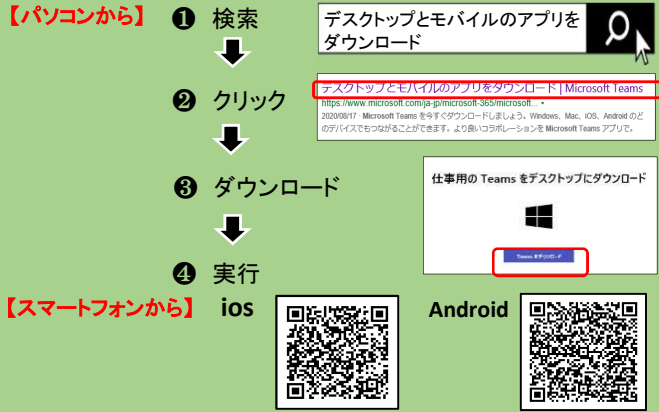 【パソコンから】 ❶ 検索
デスクトップとモバイルのアプリを
ダウンロード
❷ クリック
デスクトップとモバイルのアプリをダウンロード | Microsoft Teams
https://www.microsoft.com/ja-jp/microsoft-365/microsoft...
2020/08/17 · Microsoft Teams を今すぐダウンロードしましょう。Windows、Mac、iOS、Android のど
のデバイスでもつながることができます。より良いコラボレーションを Microsoft Teams アプリで。
❸ ダウンロード
仕事用の Teams をデスクトップにダウンロード
Teams をダウンロード
❹ 実行
【スマートフォンから】 ios Android